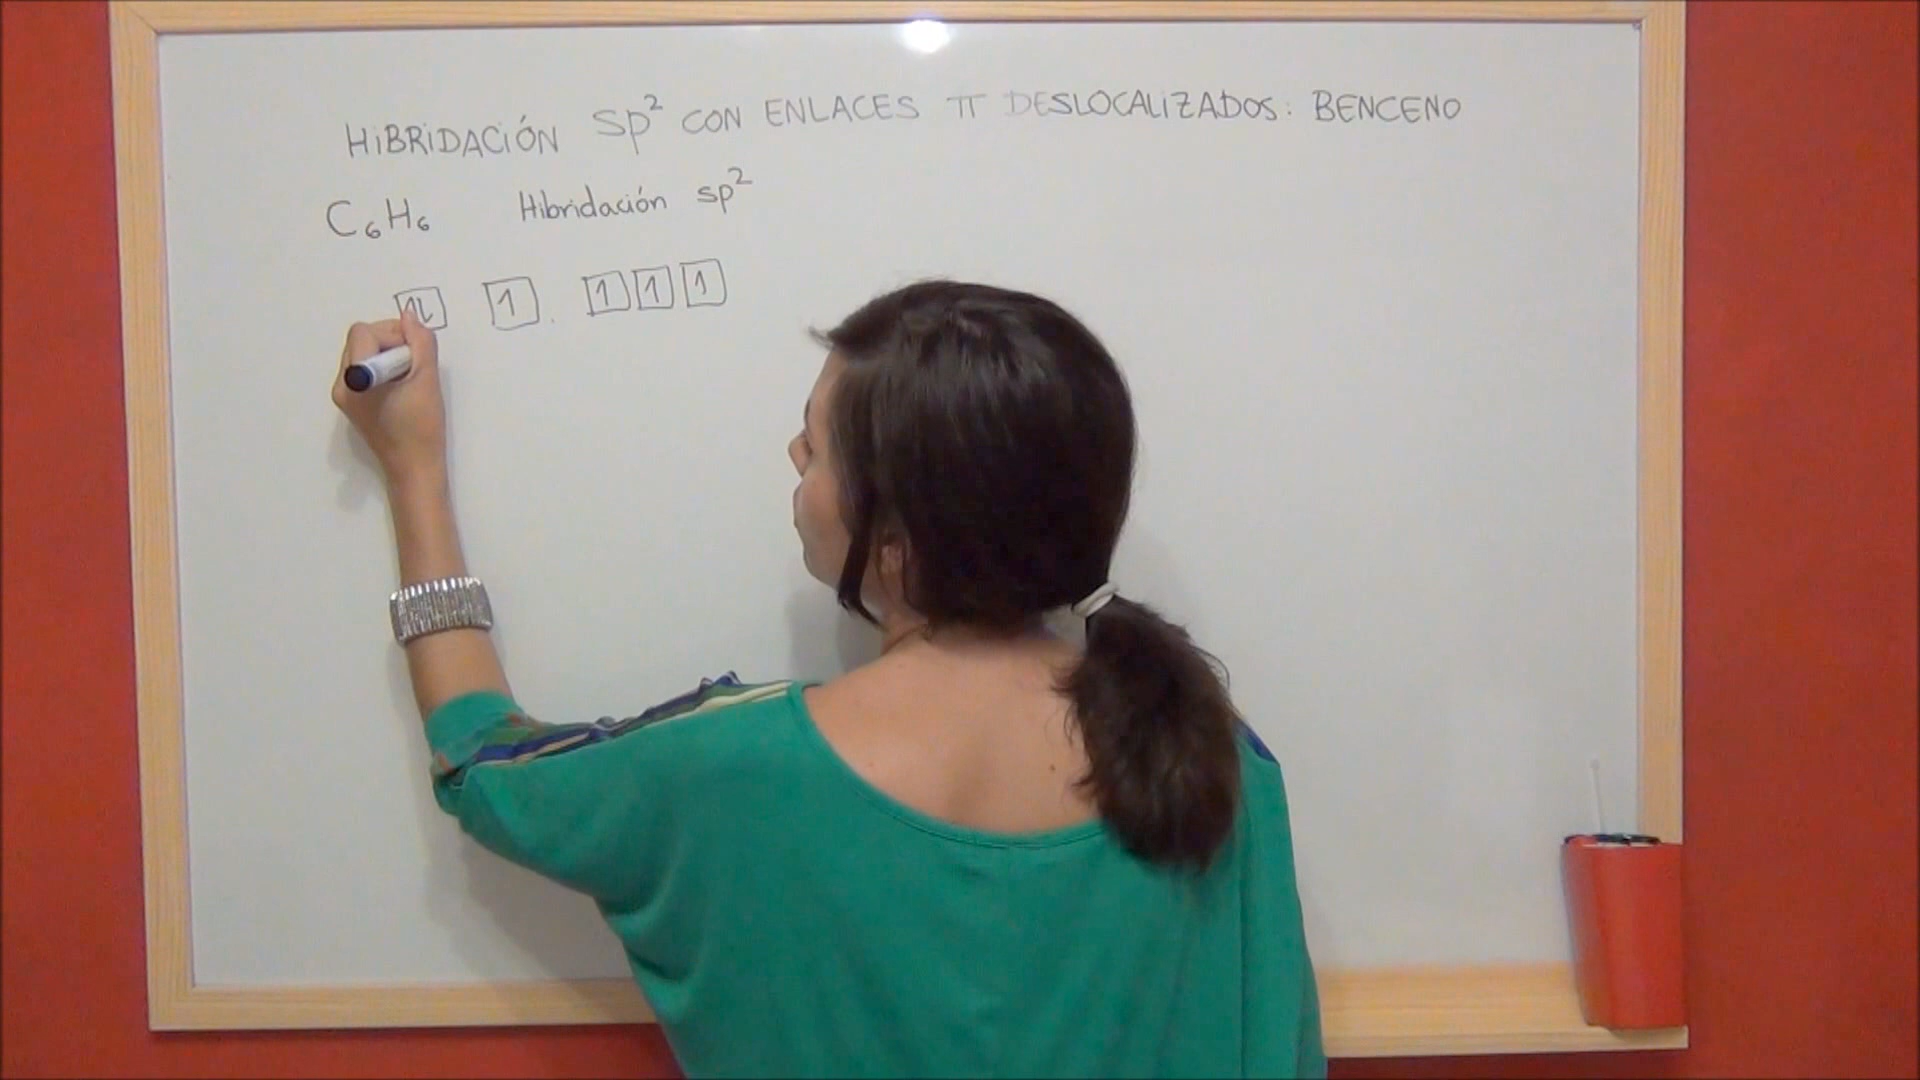 HiBRiDACiÓN sp² CON ENLACES π DESLOCALiZADOS: BENCENO
C₆H₆ Hibridación sp²
1l 1 1 1 1